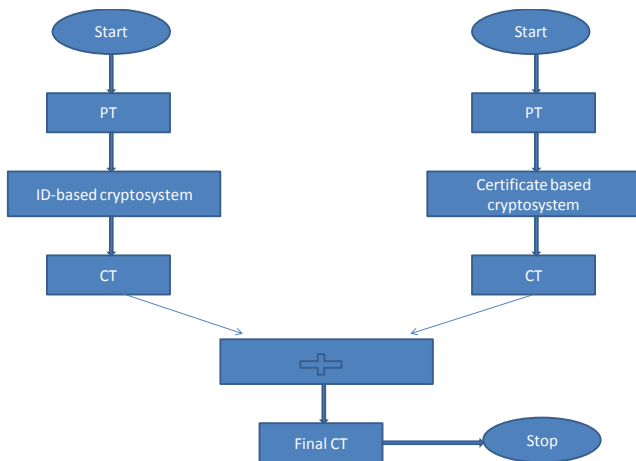 Start
Start
PT
PT
ID-based cryptosystem
Certificate based
cryptosystem
CT
CT
Final CT
Stop